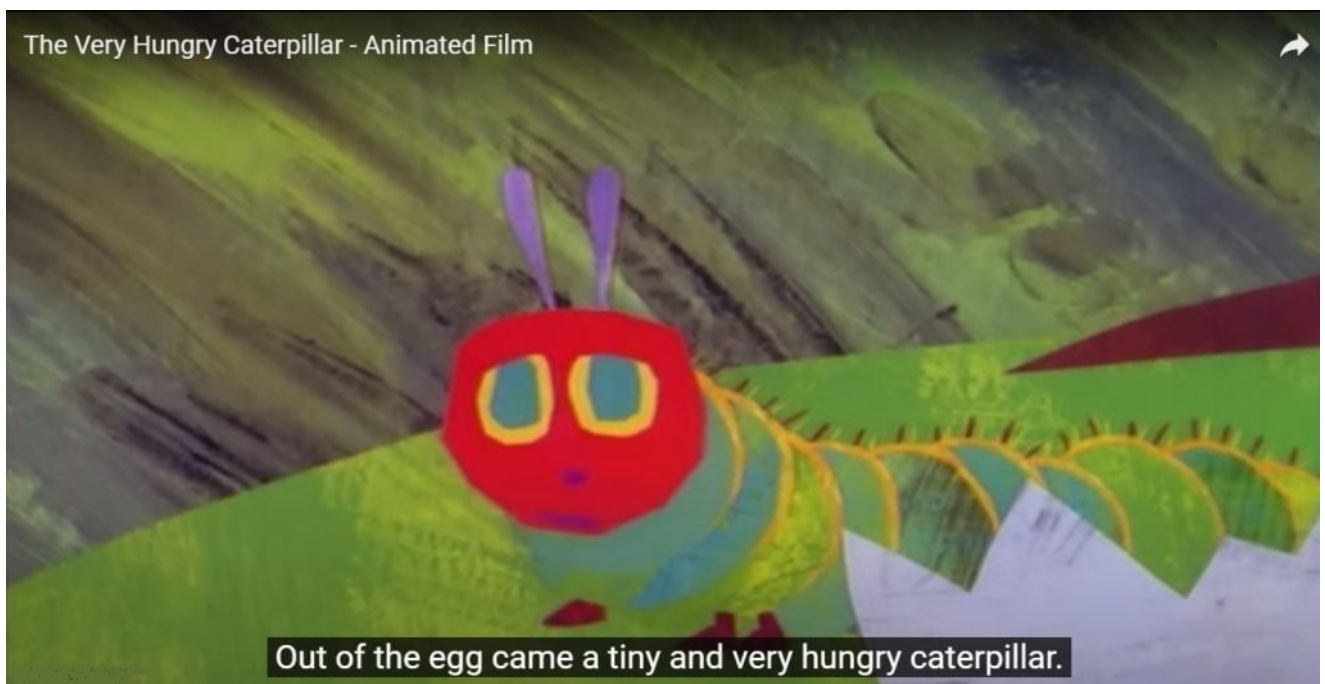 The Very Hungry Caterpillar - Animated Film
Out of the egg came a tiny and very hungry caterpillar.